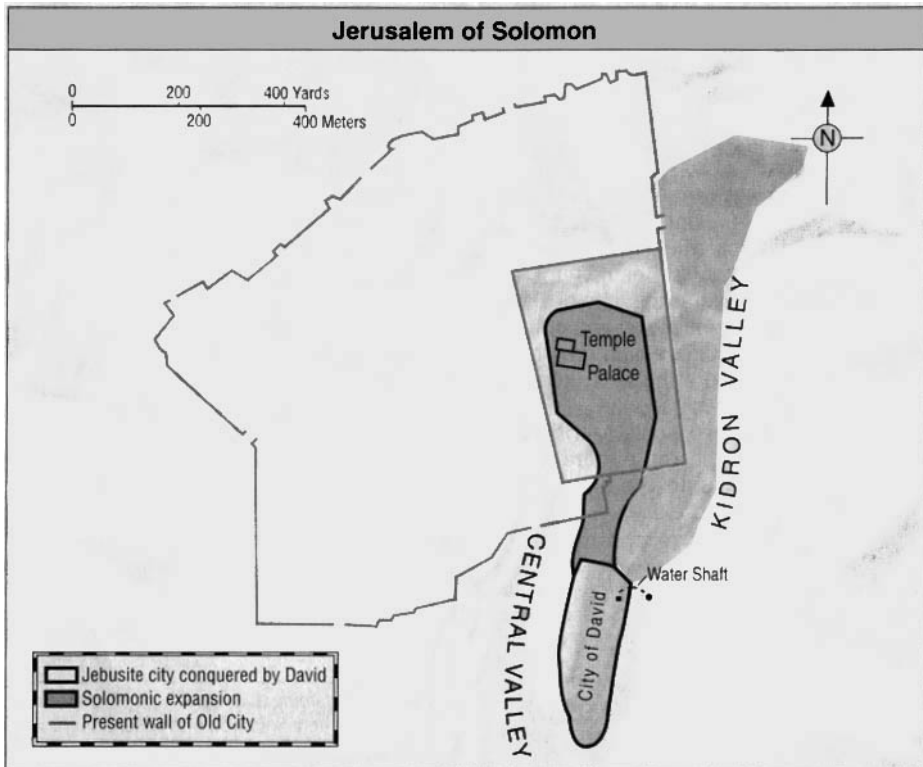 Jerusalem of Solomon
0 200 400 Yards
0 200 400 Meters
N
Temple
Palace
KIDRON VALLEY
CENTRAL VALLEY
Water Shaft
City of David
Jebusite city conquered by David
Solomonic expansion
Present wall of Old City